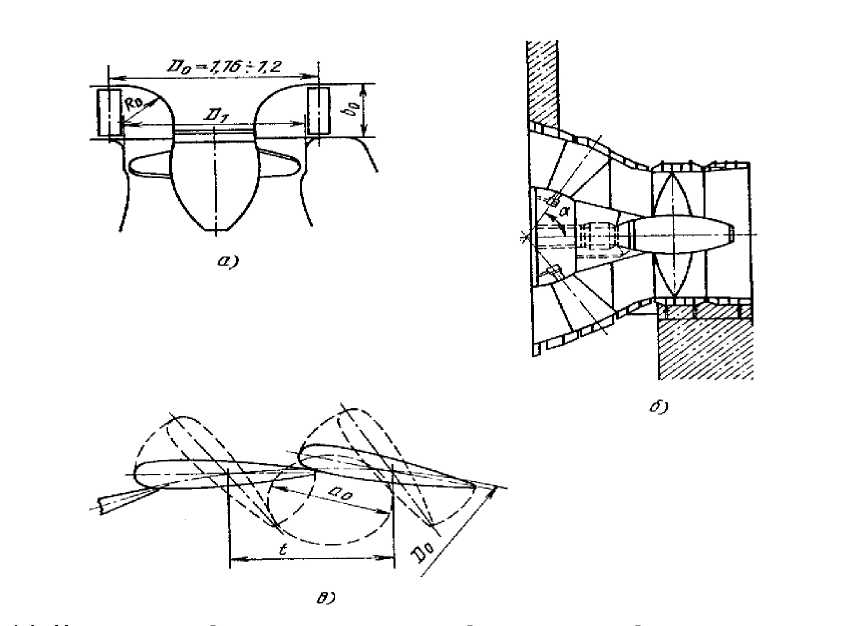 D₀=1,16÷1,2
R₀
D₁
b₀
а)
α
б)
a₀
t
D₀
в)